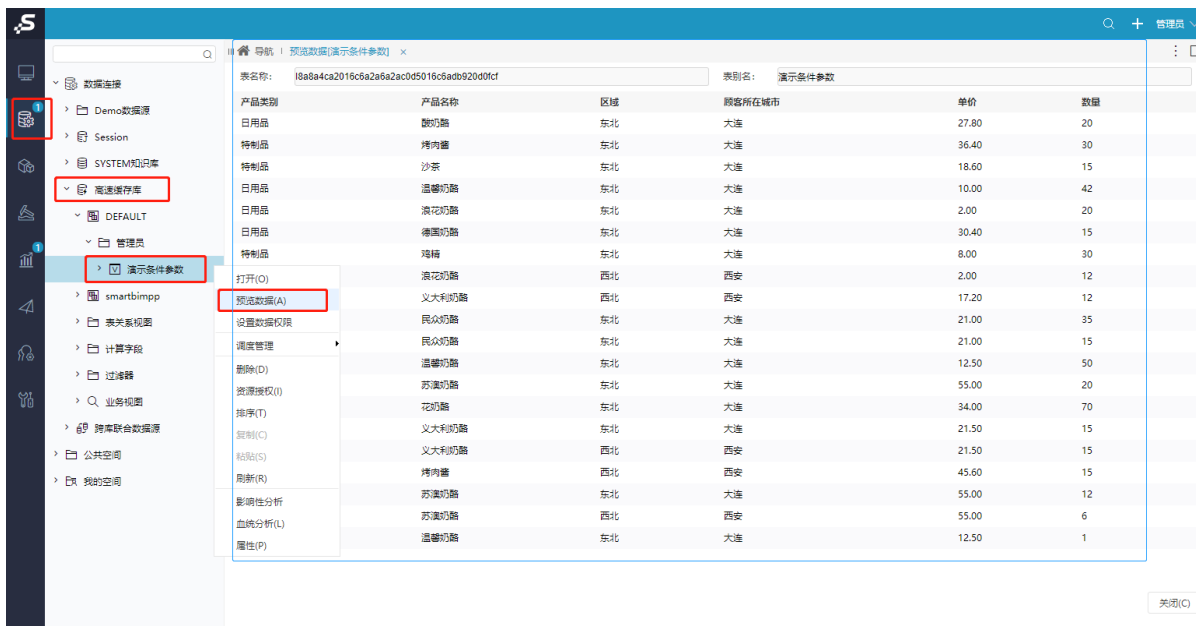 S
管理员
导航 预览数据[演示条件参数] ×
表名称: I8a8a4ca2016c6a2a6a2ac0d5016c6adb920d0fcf 表别名: 演示条件参数
1
1
数据连接
Demo数据源
Session
SYSTEM知识库
高速缓存库
DEFAULT
管理员
演示条件参数
smartbimpp
表关系视图
计算字段
过滤器
业务视图
跨库联合数据源
公共空间
我的空间
打开(O)
预览数据(A)
设置数据权限
调度管理
删除(D)
资源授权(I)
排序(T)
复制(C)
粘贴(S)
刷新(R)
影响性分析
血统分析(L)
属性(P)
产品类别 产品名称 区域 顾客所在城市 单价 数量
日用品 酸奶酪 东北 大连 27.80 20
特制品 烤肉酱 东北 大连 36.40 30
特制品 沙茶 东北 大连 18.60 15
日用品 温馨奶酪 东北 大连 10.00 42
日用品 浪花奶酪 东北 大连 2.00 20
日用品 德国奶酪 东北 大连 30.40 15
特制品 鸡精 东北 大连 8.00 30
浪花奶酪 西北 西安 2.00 12
义大利奶酪 西北 西安 17.20 12
民众奶酪 东北 大连 21.00 35
民众奶酪 东北 大连 21.00 15
温馨奶酪 东北 大连 12.50 50
苏澳奶酪 东北 大连 55.00 20
花奶酪 东北 大连 34.00 70
义大利奶酪 东北 大连 21.50 15
义大利奶酪 西北 西安 21.50 15
烤肉酱 西北 西安 45.60 15
苏澳奶酪 东北 大连 55.00 12
苏澳奶酪 西北 西安 55.00 6
温馨奶酪 东北 大连 12.50 1
关闭(C)